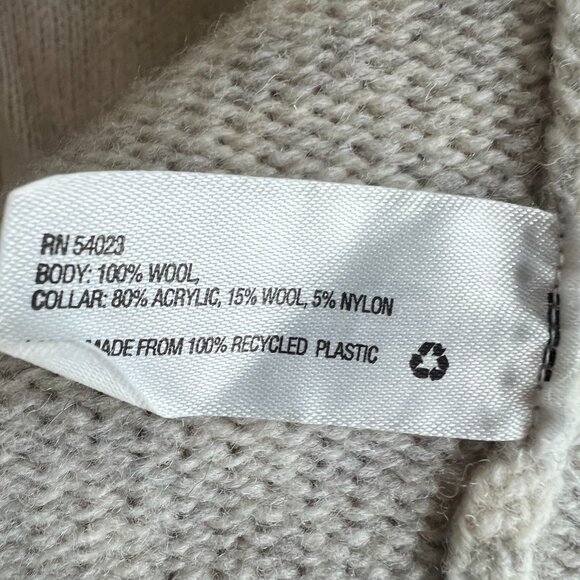 RN 54023
BODY: 100% WOOL,
COLLAR: 80% ACRYLIC, 15% WOOL, 5% NYLON
MADE FROM 100% RECYCLED PLASTIC